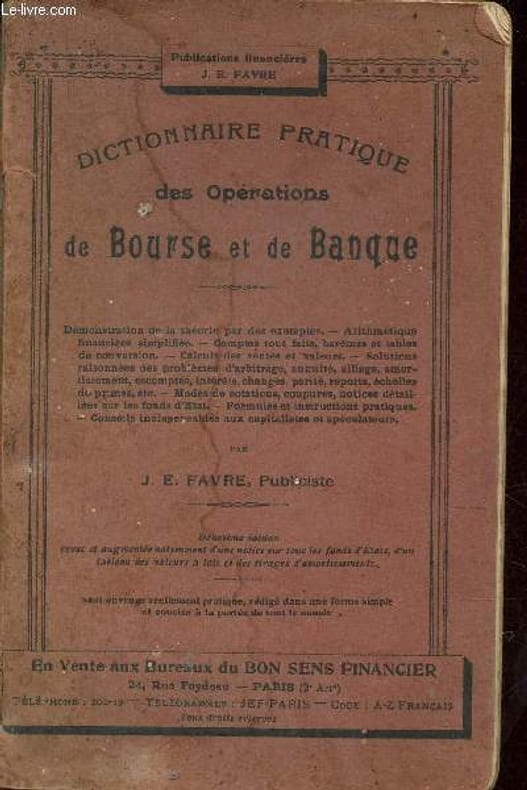 Le-livre.com
Publications financières
J. E. FAVRE
DICTIONNAIRE PRATIQUE
des Opérations
de Bourse et de Banque
Démonstration de la théorie par des exemples. — Arithmétique
financière simplifiée. — Comptes tout faits, barêmes et tables
de conversion. — Calculs des rentes et valeurs. — Solutions
raisonnées des problèmes d'arbitrage, annuité, alliage, amor-
tissement, escomptes, intérêts, changes, parité, reports, échelles
de primes, etc. — Modes de cotations, coupures, notices détail-
lées sur les fonds d'Etat. — Formules et instructions pratiques.
— Conseils indispensables aux capitalistes et spéculateurs.
PAR
J. E. FAVRE, Publiciste
Deuxième édition
revue et augmentée notamment d'une notice sur tous les fonds d'Etats, d'un
tableau des valeurs à lots et des tirages d'amortissements.
Seul ouvrage réellement pratique, rédigé dans une forme simple
et concise à la portée de tout le monde
En Vente aux Bureaux du BON SENS FINANCIER
24, Rue Feydeau — PARIS (2e Arrt)
TÉLÉPHONE : — TÉLÉGRAMMES : JEF-PARIS — CODE : A-Z FRANÇAIS
Tous droits réservés